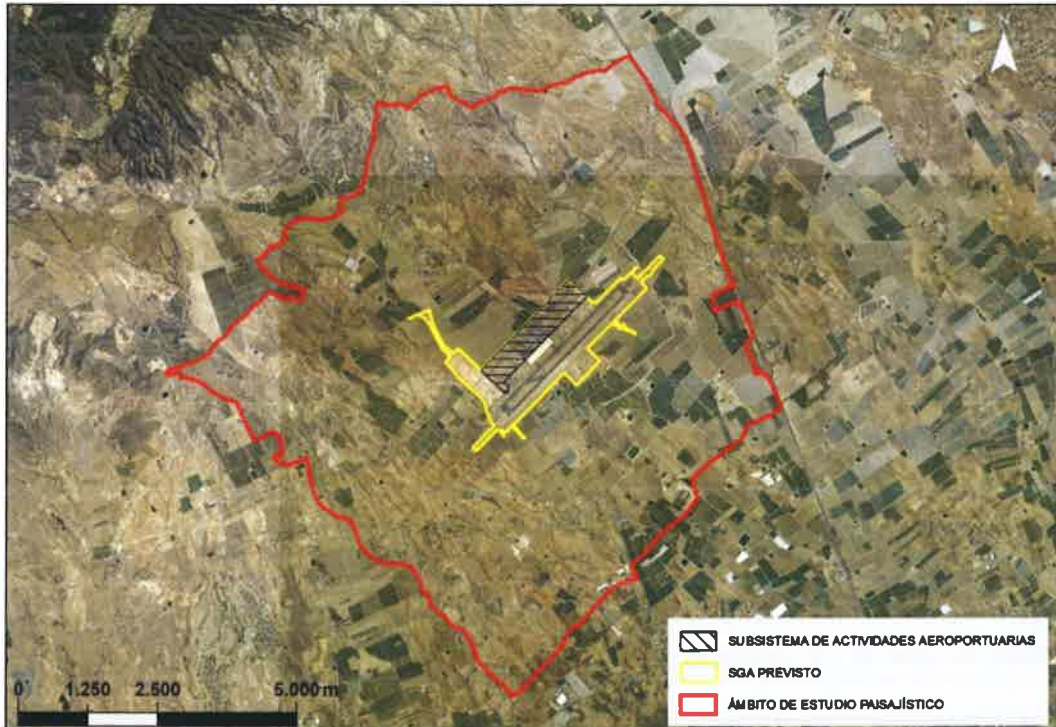 0 1.250 2.500 5.000 m
SUBSISTEMA DE ACTIVIDADES AEROPORTUARIAS
SGA PREVISTO
ÁMBITO DE ESTUDIO PAISAJÍSTICO